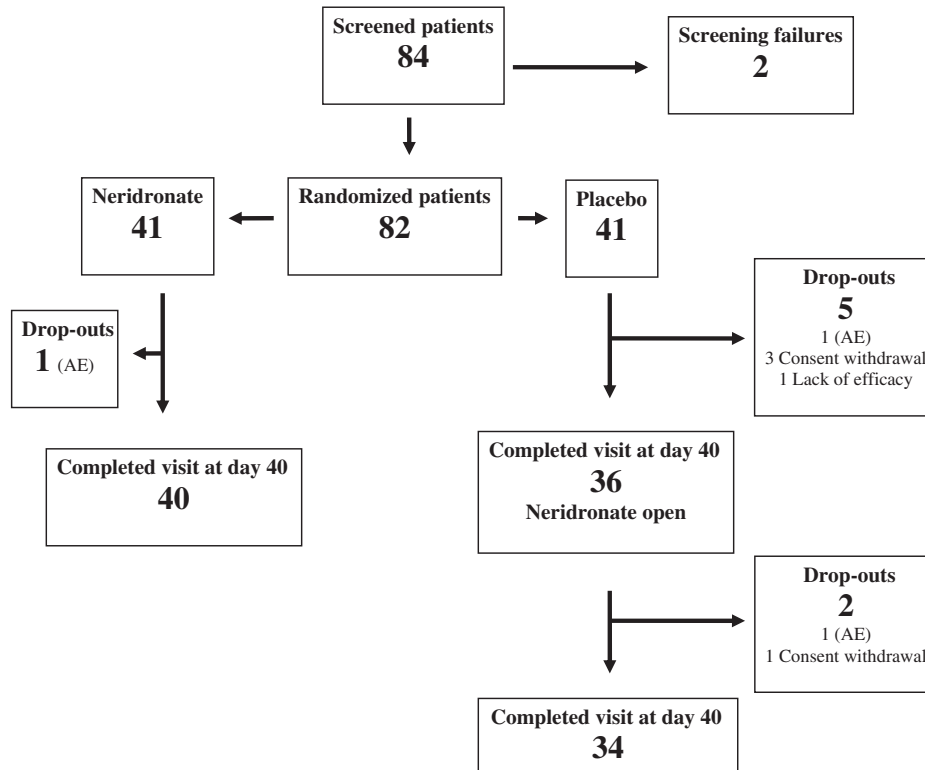 Screened patients
84
Screening failures
2
Neridronate
41
Randomized patients
82
Placebo
41
Drop-outs
1 (AE)
Drop-outs
5
1 (AE)
3 Consent withdrawal
1 Lack of efficacy
Completed visit at day 40
40
Completed visit at day 40
36
Neridronate open
Drop-outs
2
1 (AE)
1 Consent withdrawal
Completed visit at day 40
34